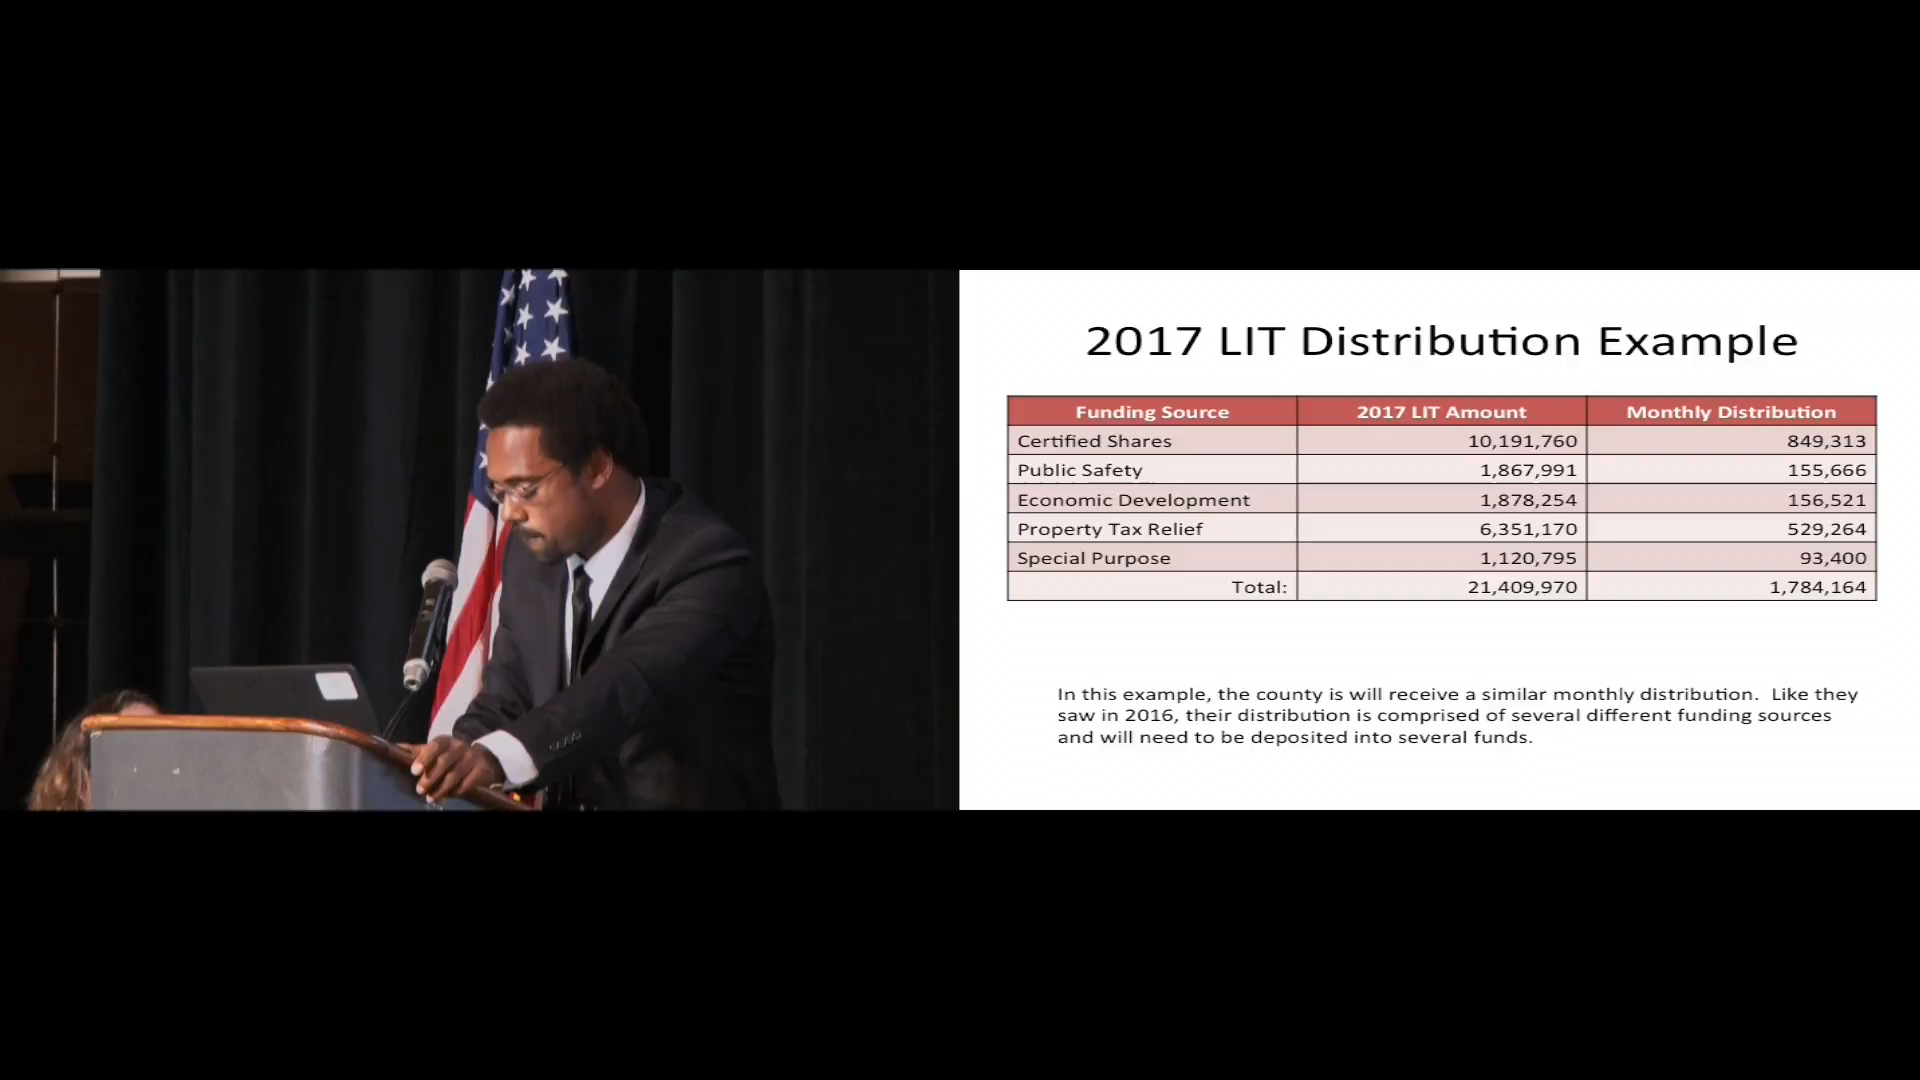 2017 LIT Distribution Example
Funding Source 2017 LIT Amount Monthly Distribution
Certified Shares 10,191,760 849,313
Public Safety 1,867,991 155,666
Economic Development 1,878,254 156,521
Property Tax Relief 6,351,170 529,264
Special Purpose 1,120,795 93,400
Total: 21,409,970 1,784,164
In this example, the county is will receive a similar monthly distribution. Like they
saw in 2016, their distribution is comprised of several different funding sources
and will need to be deposited into several funds.